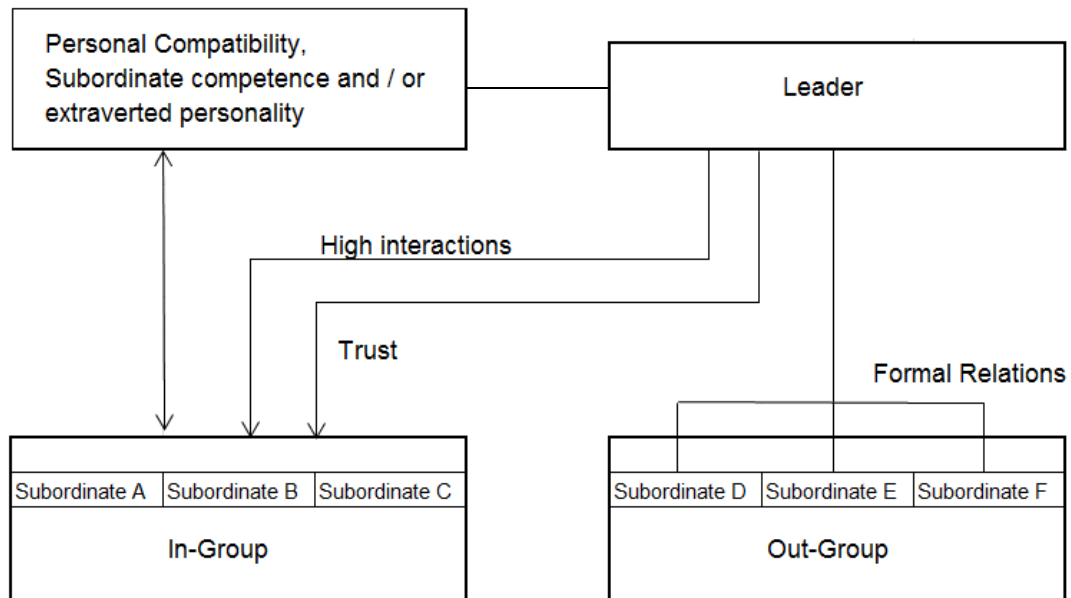 Personal Compatibility,
Subordinate competence and / or
extraverted personality
Leader
High interactions
Trust
Formal Relations
Subordinate A
Subordinate B
Subordinate C
In-Group
Subordinate D
Subordinate E
Subordinate F
Out-Group